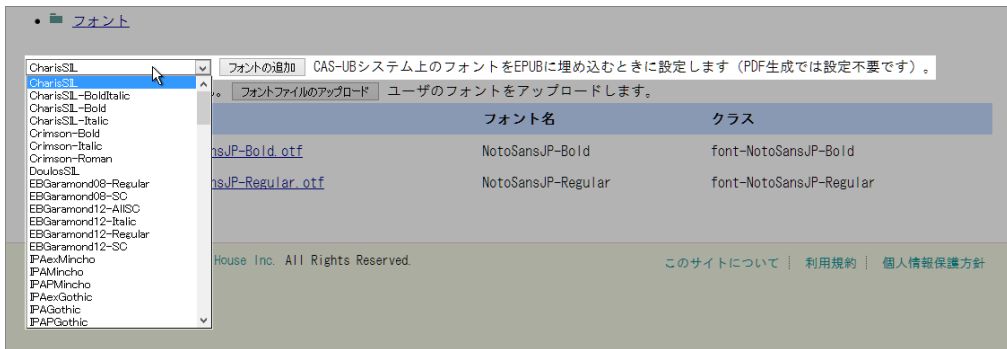 フォント
CharisSIL フォントの追加 CAS-UBシステム上のフォントをEPUBに埋め込むときに設定します（PDF生成では設定不要です）。
CharisSIL
CharisSIL-BoldItalic
CharisSIL-Bold
CharisSIL-Italic
Crimson-Bold
Crimson-Italic
Crimson-Roman
DoulosSIL
EBGaramond08-Regular
EBGaramond08-SC
EBGaramond12-AllSC
EBGaramond12-Italic
EBGaramond12-Regular
EBGaramond12-SC
IPAexMincho
IPAMincho
IPAPMincho
IPAexGothic
IPAGothic
IPAPGothic
。 フォントファイルのアップロード ユーザのフォントをアップロードします。
フォント名 クラス
nsJP-Bold.otf NotoSansJP-Bold font-NotoSansJP-Bold
nsJP-Regular.otf NotoSansJP-Regular font-NotoSansJP-Regular
House Inc. All Rights Reserved. このサイトについて | 利用規約 | 個人情報保護方針